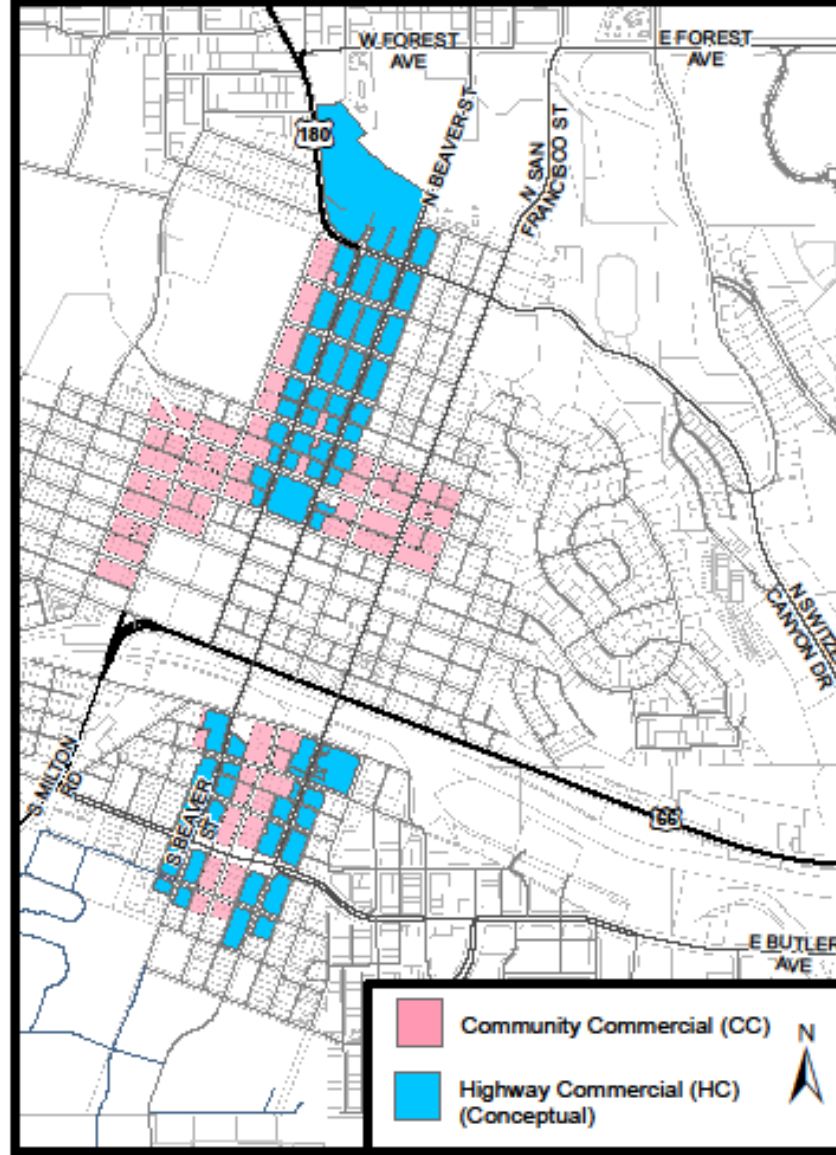 W FOREST
AVE
E FOREST
AVE
180
N BEAVER ST
N SAN
FRANCISCO ST
N SWITZE
CANYON DR
S MILTON
RD
S BEAVER
ST
66
E BUTLER
AVE
Community Commercial (CC)
N
Highway Commercial (HC)
(Conceptual)